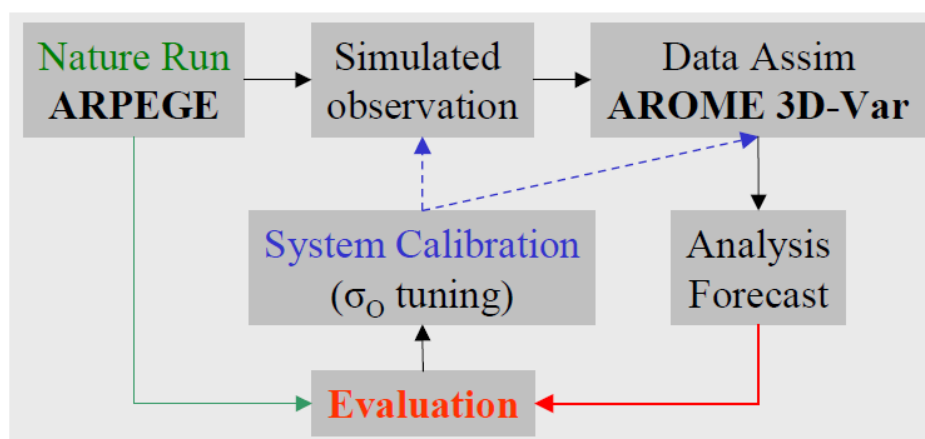 Nature Run
ARPEGE
Simulated
observation
Data Assim
AROME 3D-Var
System Calibration
(σₒ tuning)
Analysis
Forecast
Evaluation